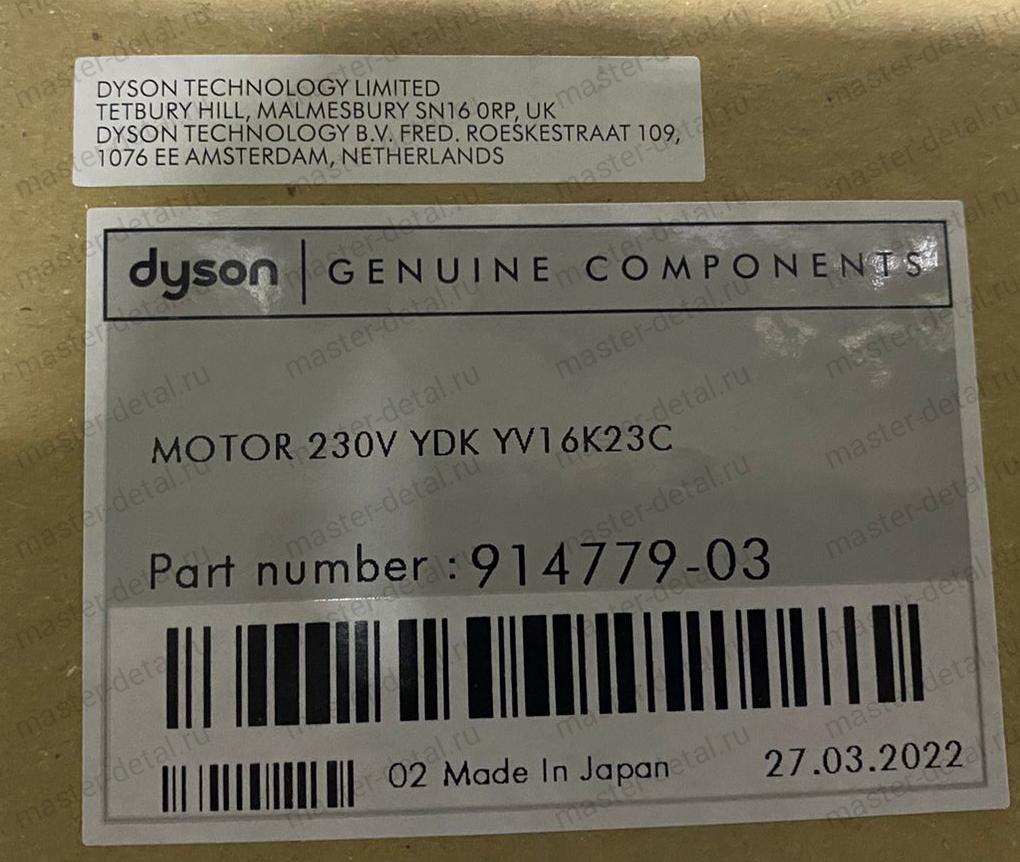 DYSON TECHNOLOGY LIMITED
TETBURY HILL, MALMESBURY SN16 0RP, UK
DYSON TECHNOLOGY B.V. FRED. ROESKESTRAAT 109,
1076 EE AMSTERDAM, NETHERLANDS
dyson GENUINE COMPONENTS
MOTOR 230V YDK YV16K23C
Part number : 914779-03
02 Made In Japan 27.03.2022
master-detal.ru